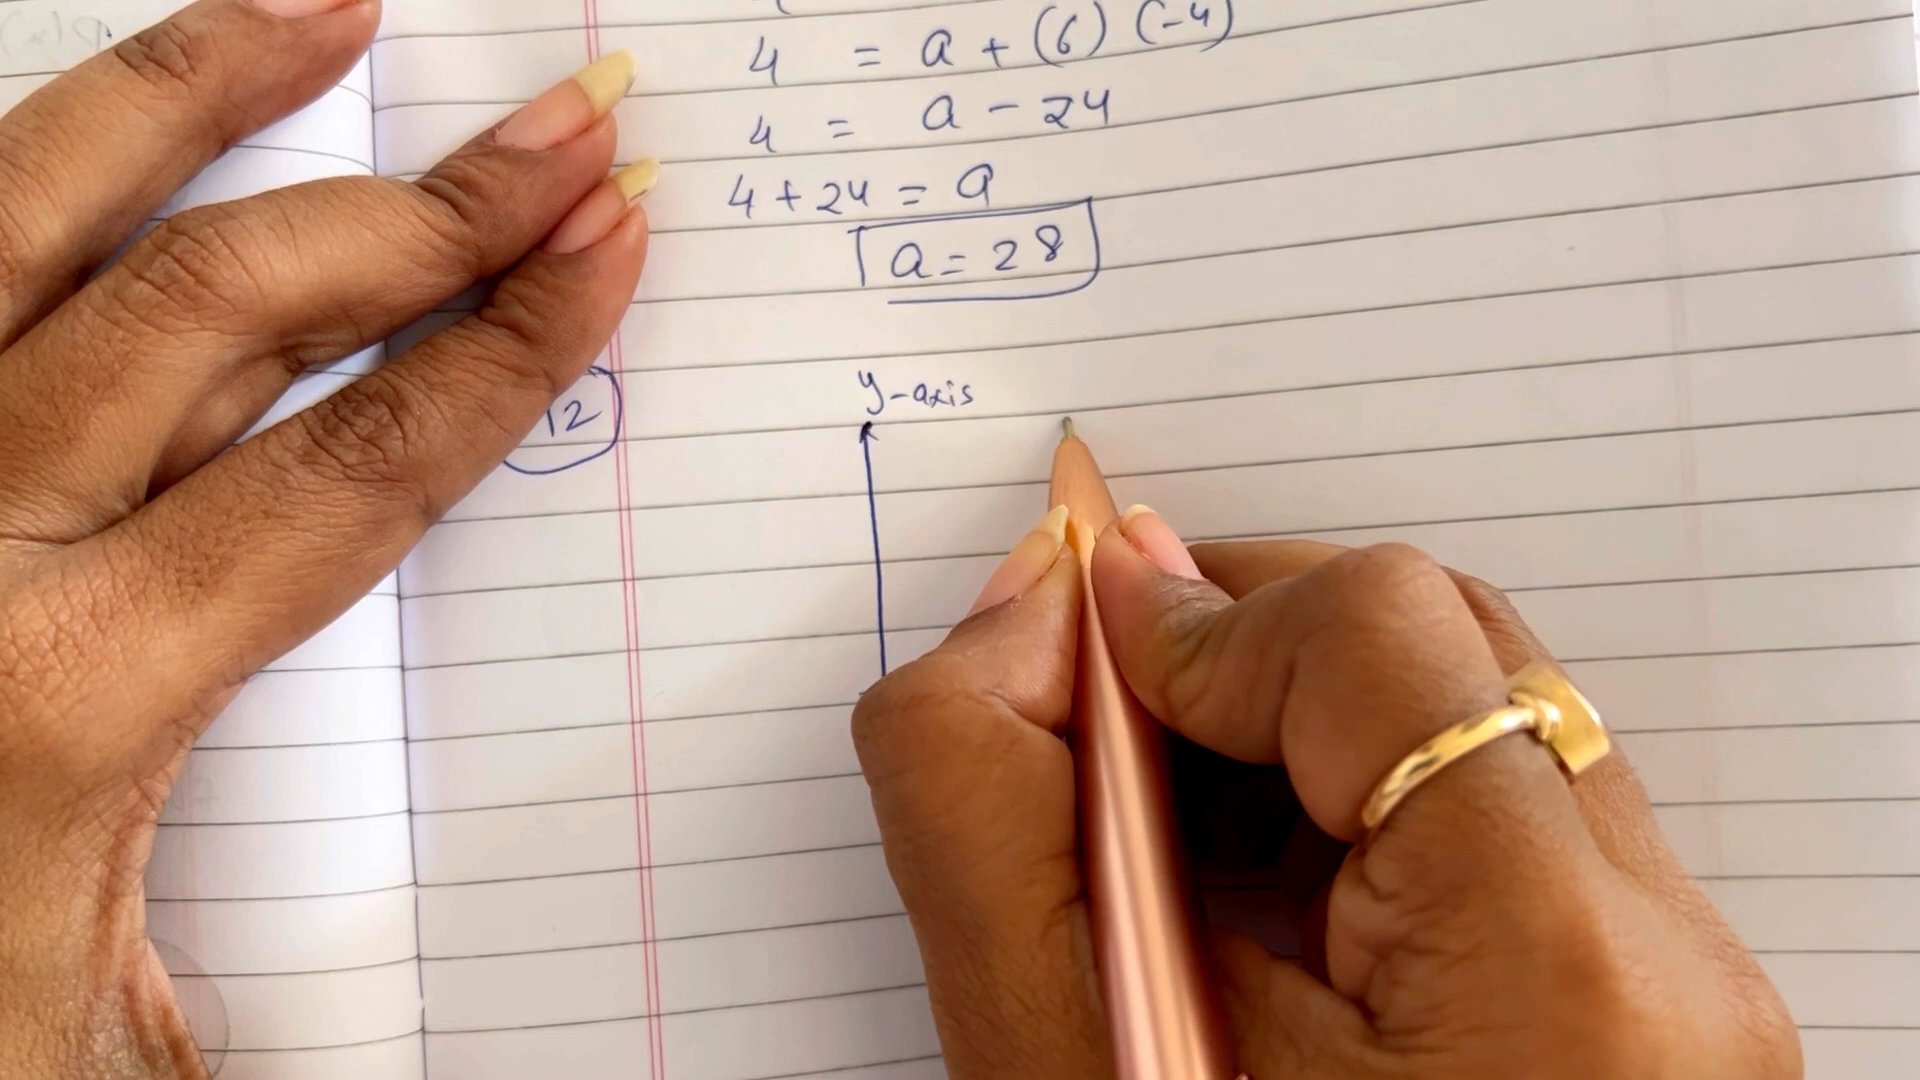 4 = a + (6) (-4)
4 = a - 24
4 + 24 = a
a = 28
12
y-axis